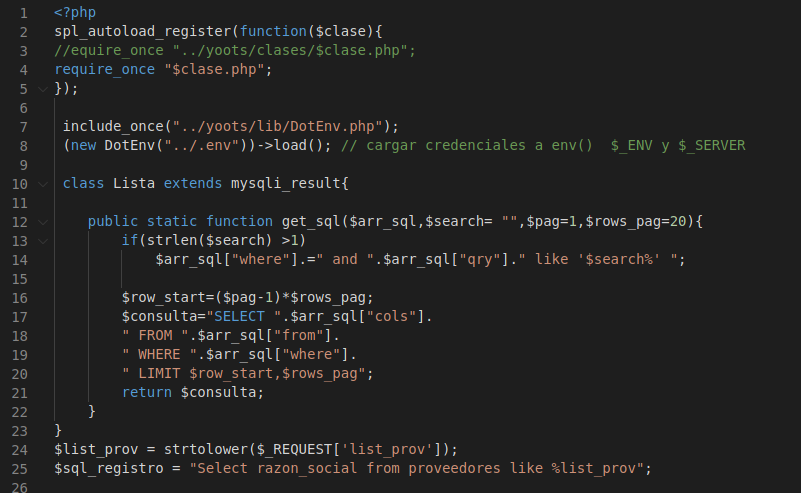 1 <?php
2 spl_autoload_register(function($clase){
3 //equire_once "../yoots/clases/$clase.php";
4 require_once "$clase.php";
5 });
6
7 include_once("../yoots/lib/DotEnv.php");
8 (new DotEnv("../.env"))->load(); // cargar credenciales a env()  $_ENV y $_SERVER
9
10 class Lista extends mysqli_result{
11
12 public static function get_sql($arr_sql,$search= "",$pag=1,$rows_pag=20){
13 if(strlen($search) >1)
14 $arr_sql["where"].=" and ".$arr_sql["qry"]." like '$search%' ";
15
16 $row_start=($pag-1)*$rows_pag;
17 $consulta="SELECT ".$arr_sql["cols"].
18 " FROM ".$arr_sql["from"].
19 " WHERE ".$arr_sql["where"].
20 " LIMIT $row_start,$rows_pag";
21 return $consulta;
22 }
23 }
24 $list_prov = strtolower($_REQUEST['list_prov']);
25 $sql_registro = "Select razon_social from proveedores like %list_prov";
26